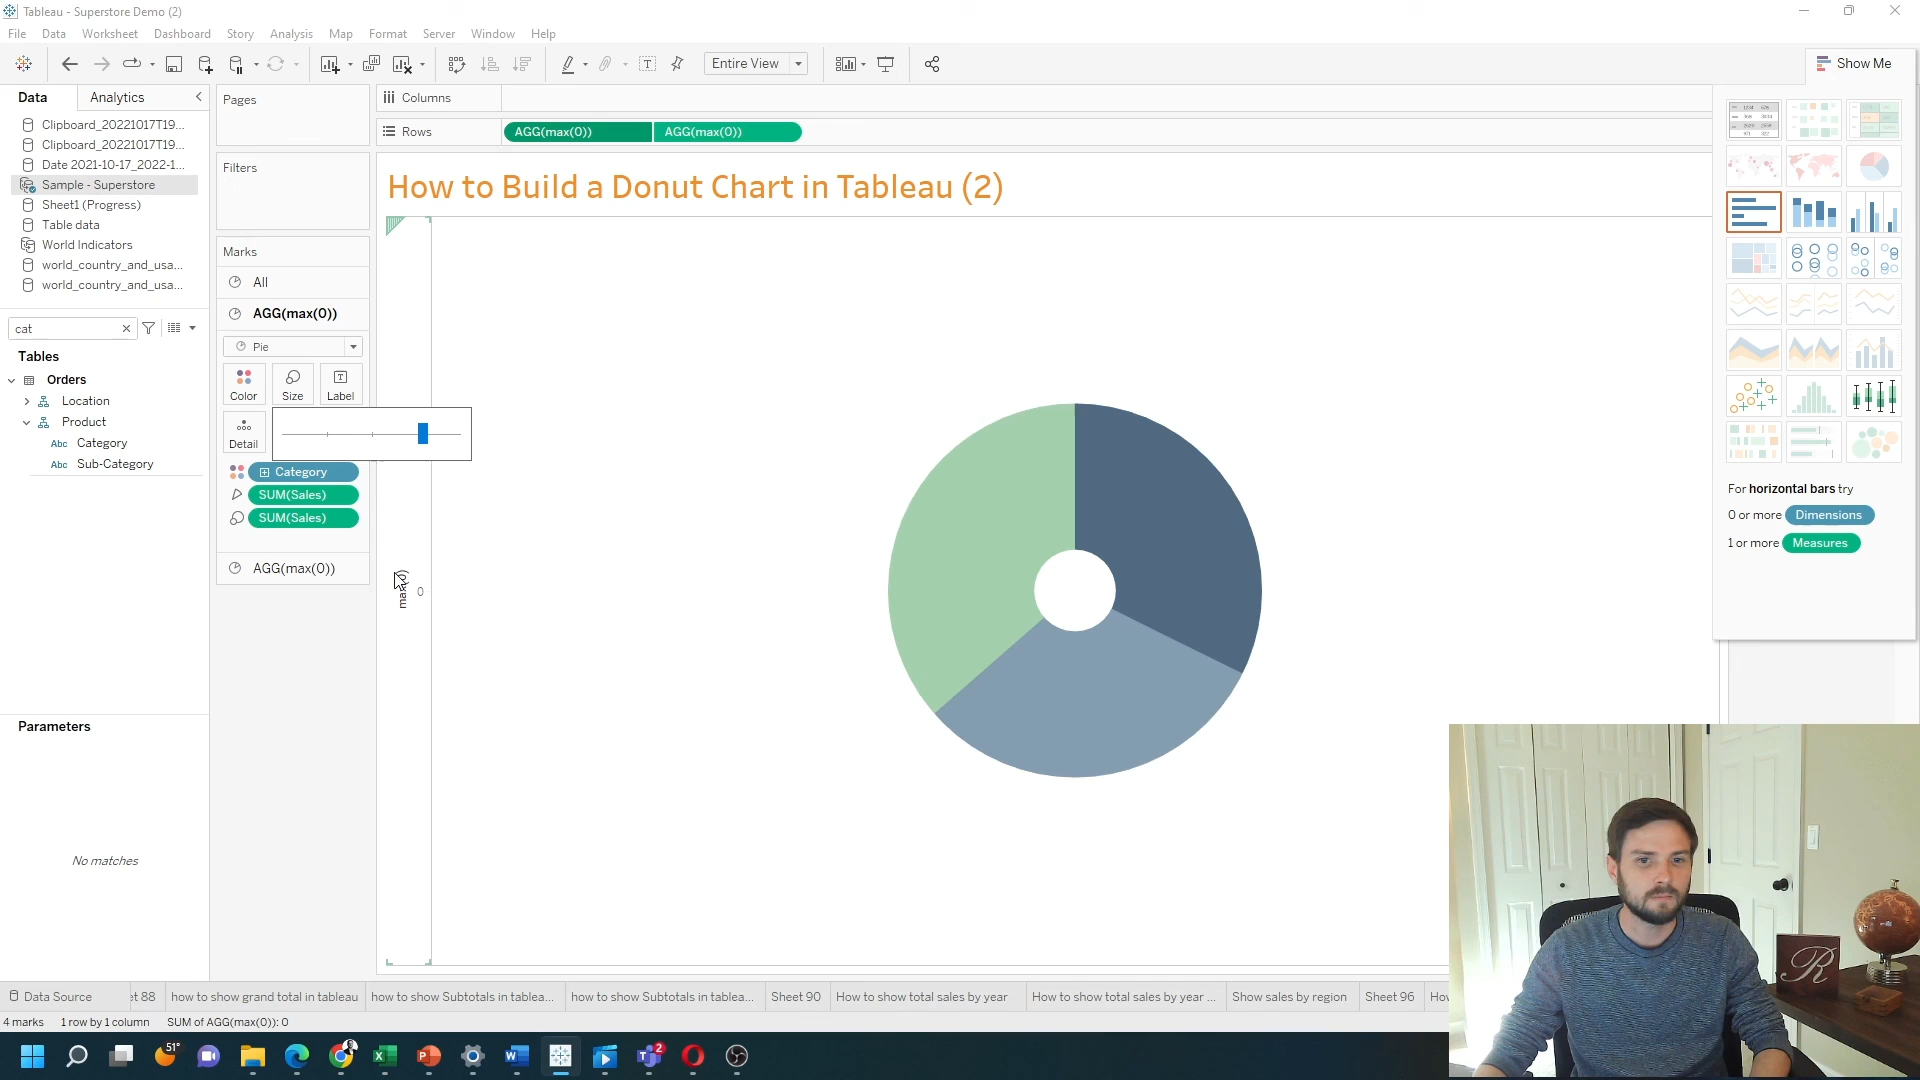 Tableau - Superstore Demo (2)
File Data Worksheet Dashboard Story Analysis Map Format Server Window Help
Entire View
Show Me
Data Analytics
Clipboard_20221017T19...
Clipboard_20221017T19...
Date 2021-10-17_2022-1...
Sample - Superstore
Sheet1 (Progress)
Table data
World Indicators
world_country_and_usa...
world_country_and_usa...
cat
Tables
Orders
Location
Product
Abc Category
Abc Sub-Category
Parameters
No matches
Pages
Filters
Marks
All
AGG(max(0))
Pie
Color Size Label
Detail
Category
SUM(Sales)
SUM(Sales)
AGG(max(0))
Columns
Rows AGG(max(0)) AGG(max(0))
How to Build a Donut Chart in Tableau (2)
0
For horizontal bars try
0 or more Dimensions
1 or more Measures
R
Data Source et 88 how to show grand total in tableau how to show Subtotals in tablea... how to show Subtotals in tablea... Sheet 90 How to show total sales by year How to show total sales by year ... Show sales by region Sheet 96 How
4 marks 1 row by 1 column SUM of AGG(max(0)): 0
51°
2